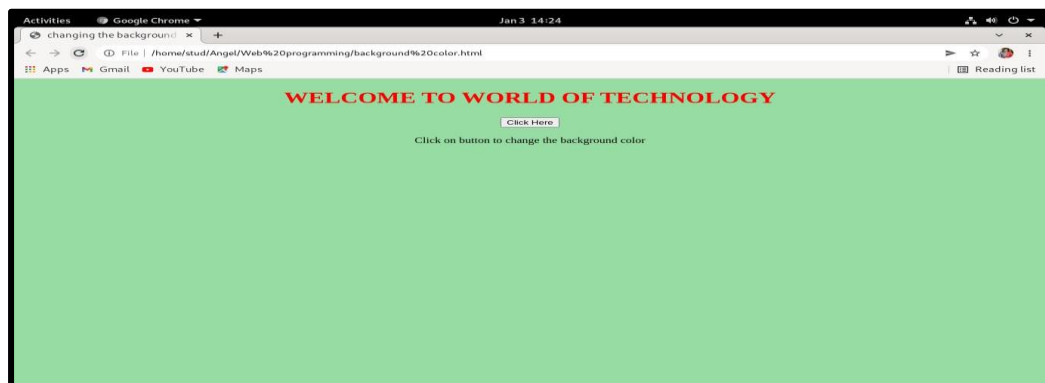 Activities Google Chrome Jan 3 14:24
changing the background
File /home/stud/Angel/Web%20programming/background%20color.html
Apps Gmail YouTube Maps Reading list
WELCOME TO WORLD OF TECHNOLOGY
Click Here
Click on button to change the background color